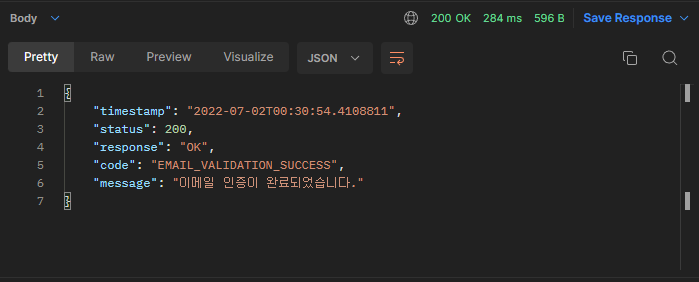 Body 200 OK 284 ms 596 B Save Response
Pretty Raw Preview Visualize JSON
1 {
2 "timestamp": "2022-07-02T00:30:54.4108811",
3 "status": 200,
4 "response": "OK",
5 "code": "EMAIL_VALIDATION_SUCCESS",
6 "message": "이메일 인증이 완료되었습니다."
7 }